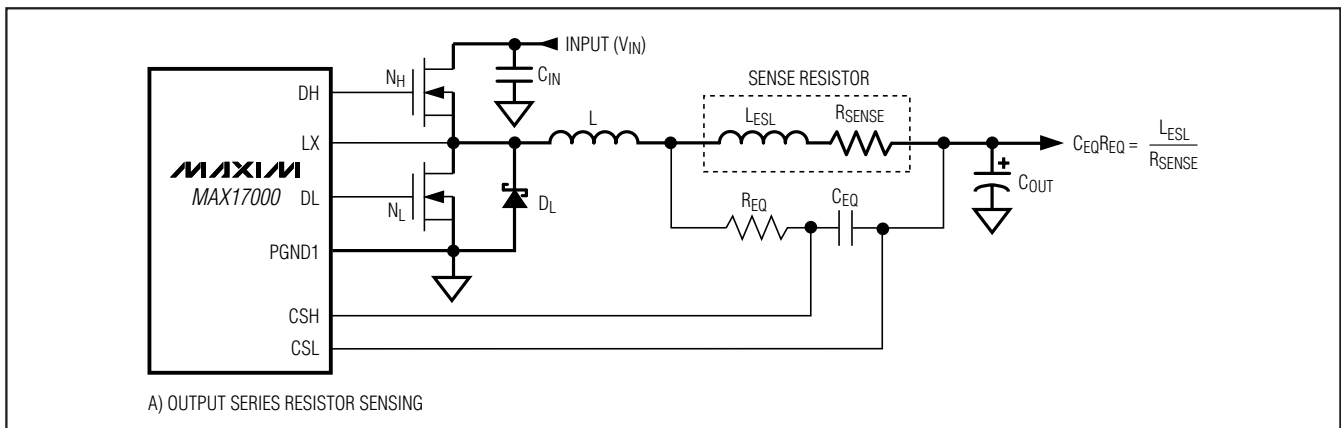 INPUT (VIN)
NH
CIN
SENSE RESISTOR
DH
LX
L
LESL
RSENSE
CEQREQ = LESL
RSENSE
MAXIM
MAX17000
DL
NL
DL
REQ
CEQ
+
COUT
PGND1
CSH
CSL
A) OUTPUT SERIES RESISTOR SENSING